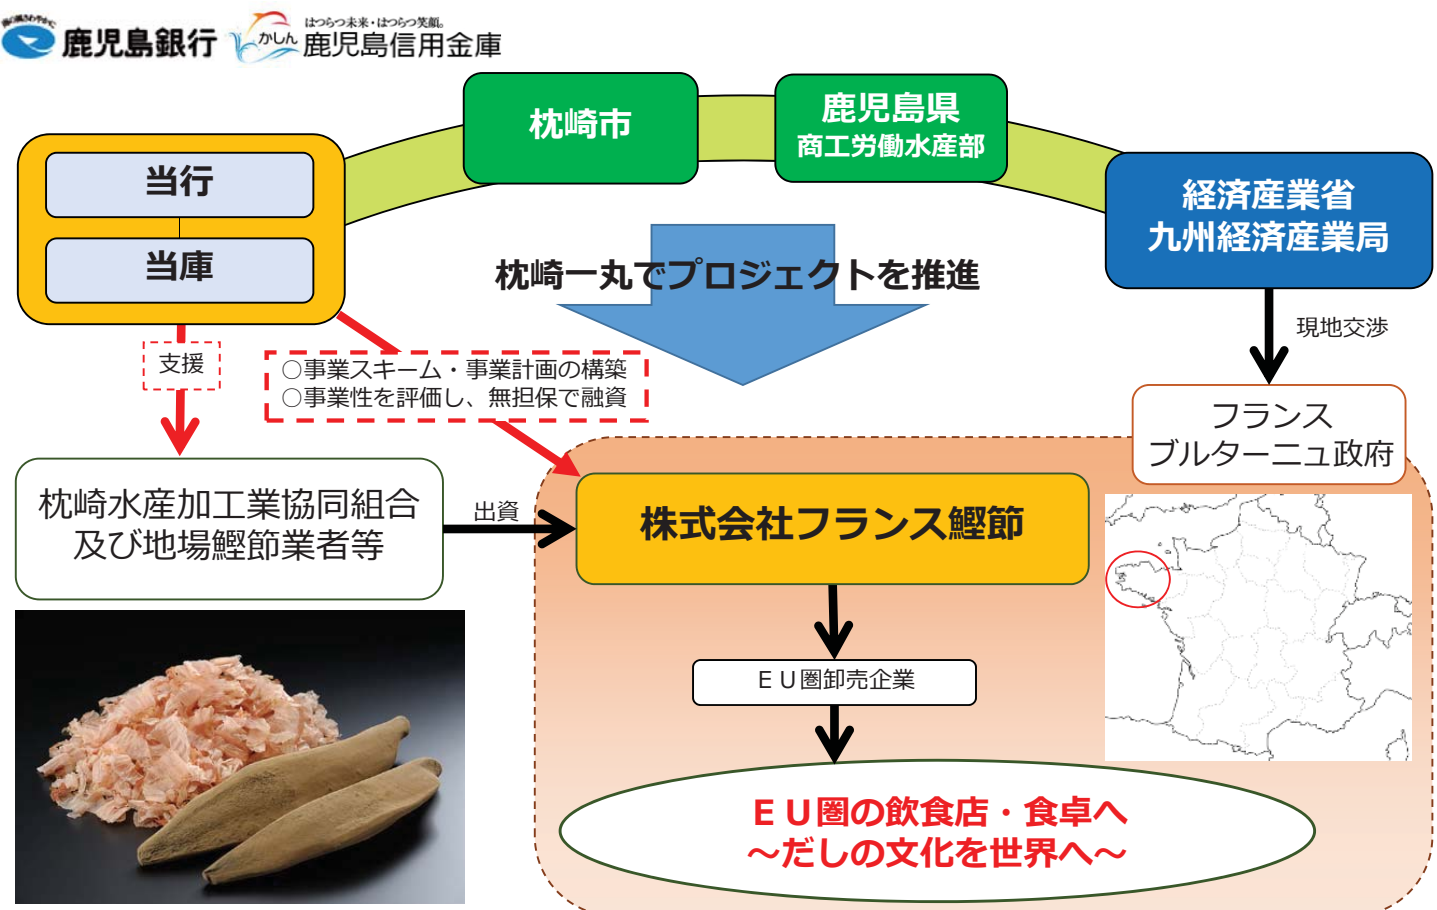 鹿児島銀行
かしん
はつらつ未来・はつらつ笑顔。
鹿児島信用金庫
枕崎市
鹿児島県
商工労働水産部
当行
当庫
経済産業省
九州経済産業局
枕崎一丸でプロジェクトを推進
現地交渉
支援
○事業スキーム・事業計画の構築
○事業性を評価し、無担保で融資
フランス
ブルターニュ政府
枕崎水産加工業協同組合
及び地場鰹節業者等
出資
株式会社フランス鰹節
ＥＵ圏卸売企業
ＥＵ圏の飲食店・食卓へ
～だしの文化を世界へ～